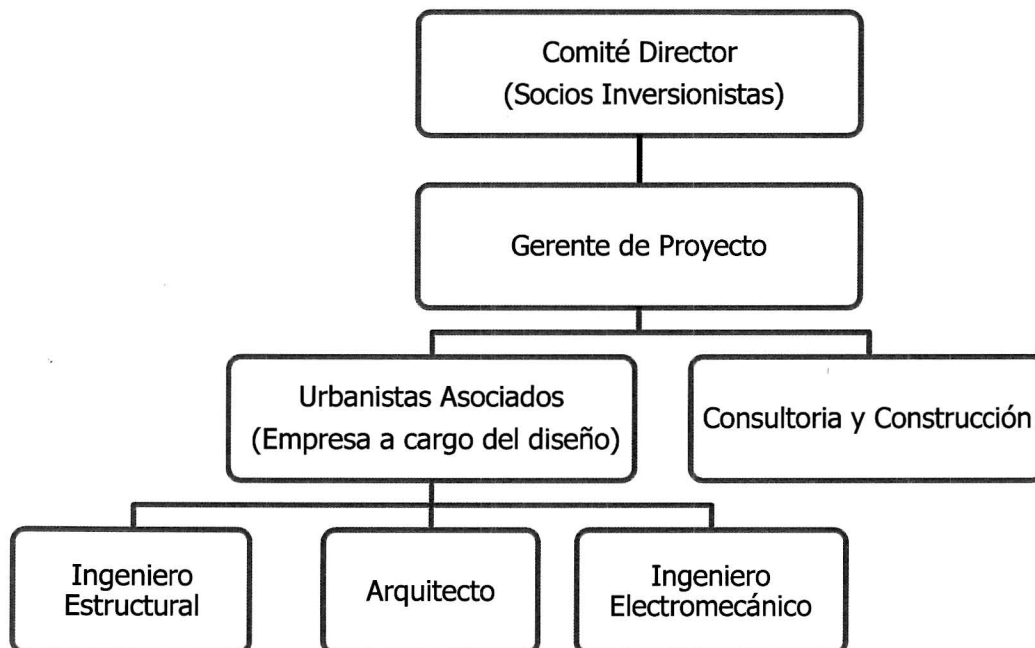 Comité Director
(Socios Inversionistas)
Gerente de Proyecto
Urbanistas Asociados
(Empresa a cargo del diseño)
Consultoria y Construcción
Ingeniero
Estructural
Arquitecto
Ingeniero
Electromecánico